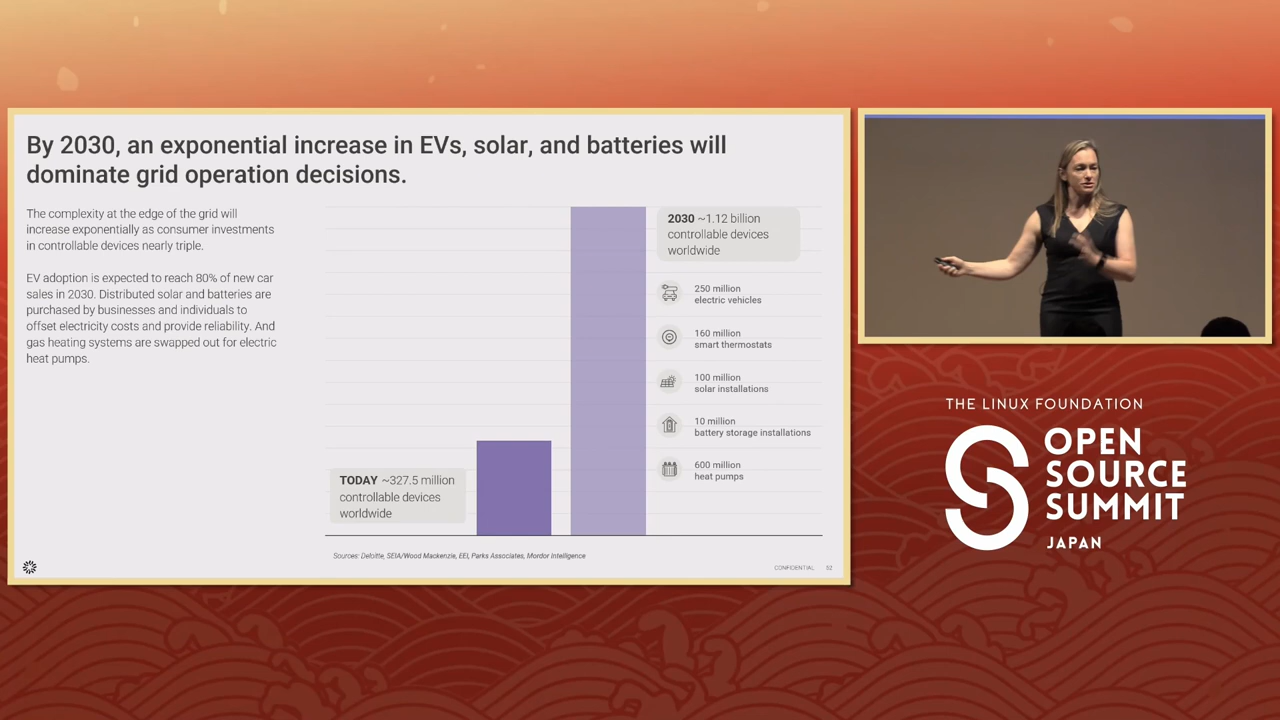 By 2030, an exponential increase in EVs, solar, and batteries will
dominate grid operation decisions.
The complexity at the edge of the grid will
increase exponentially as consumer investments
in controllable devices nearly triple.
EV adoption is expected to reach 80% of new car
sales in 2030. Distributed solar and batteries are
purchased by businesses and individuals to
offset electricity costs and provide reliability. And
gas heating systems are swapped out for electric
heat pumps.
TODAY ~327.5 million
controllable devices
worldwide
2030 ~1.12 billion
controllable devices
worldwide
250 million
electric vehicles
160 million
smart thermostats
100 million
solar installations
10 million
battery storage installations
600 million
heat pumps
Sources: Deloitte, SEIA/Wood Mackenzie, EEI, Parks Associates, Mordor Intelligence
CONFIDENTIAL 52
THE LINUX FOUNDATION
OPEN
SOURCE
SUMMIT
JAPAN